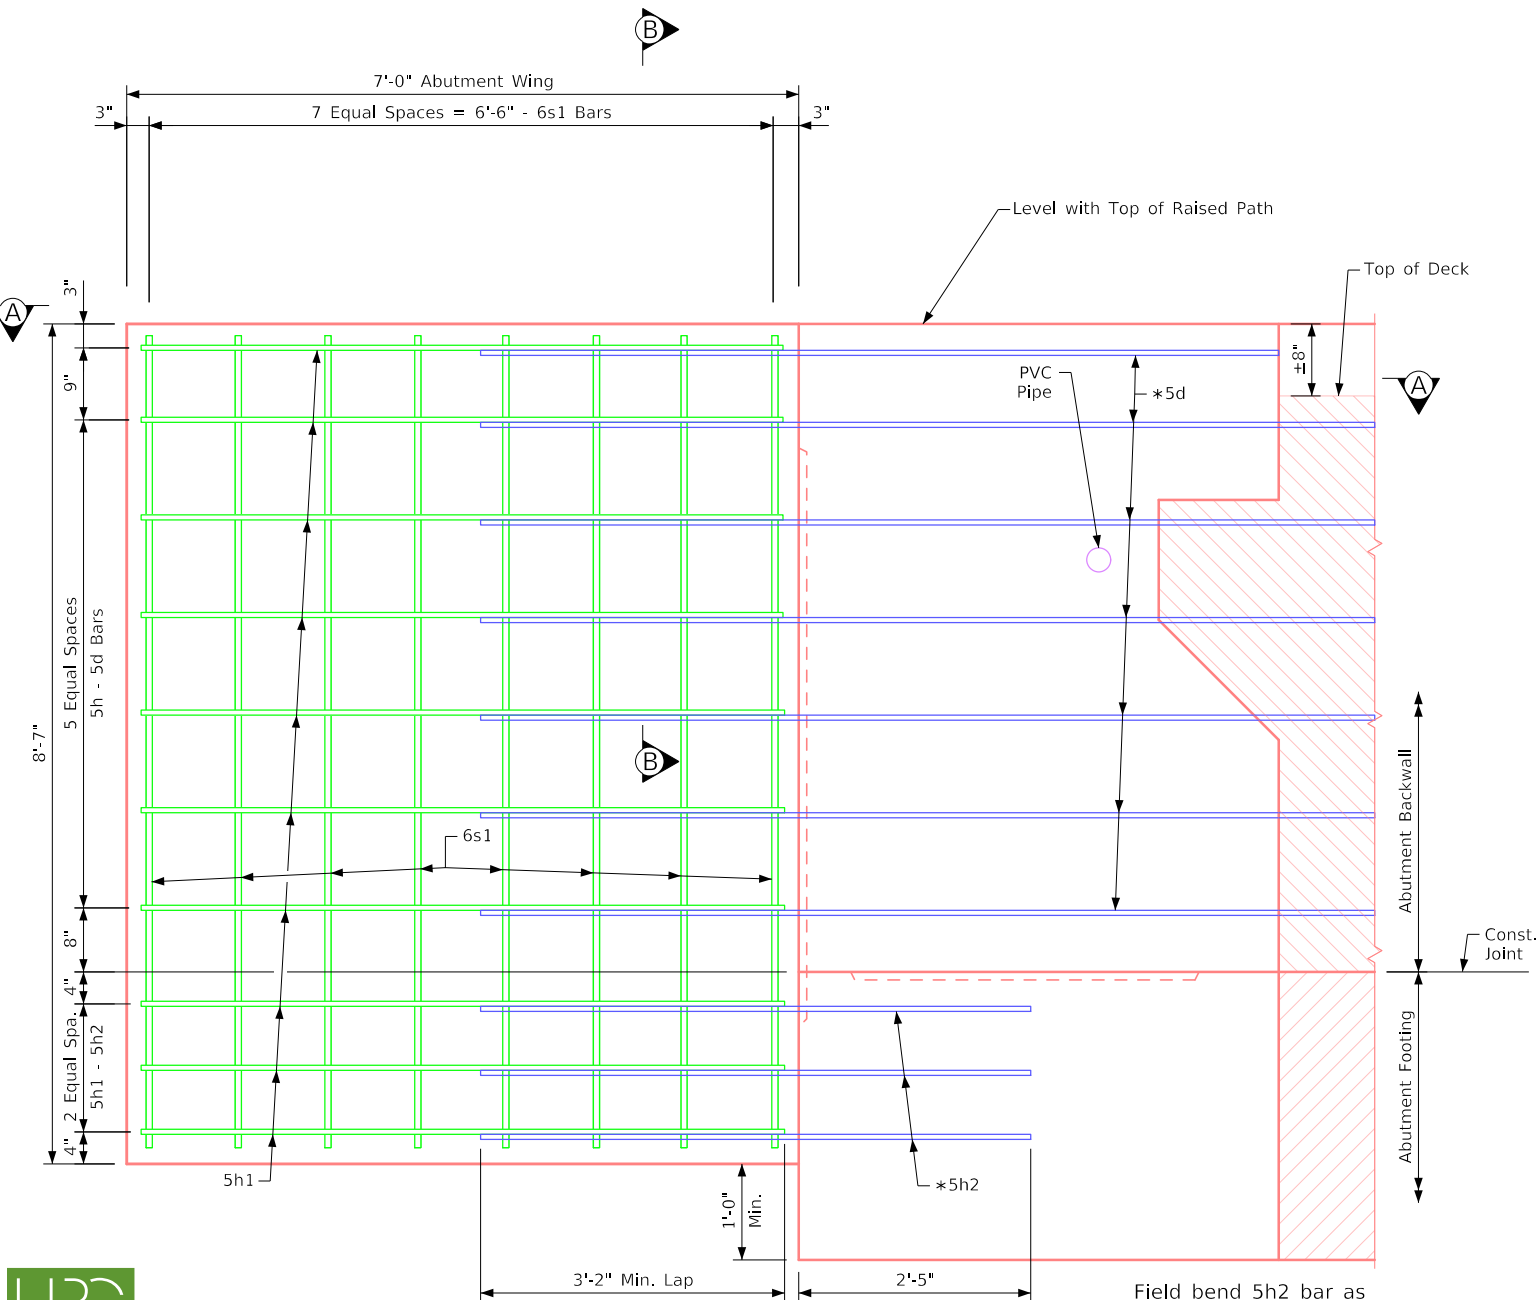 B
7'-0" Abutment Wing
3"
7 Equal Spaces = 6'-6" - 6s1 Bars
3"
Level with Top of Raised Path
Top of Deck
3"
A
±8"
9"
PVC
Pipe
∗5d
A
5 Equal Spaces
5h - 5d Bars
8'-7"
B
Abutment Backwall
6s1
8"
Const.
Joint
4"
2 Equal Spa.
5h1 - 5h2
Abutment Footing
4"
5h1
∗5h2
1'-0"
Min.
3'-2" Min. Lap
2'-5"
Field bend 5h2 bar as